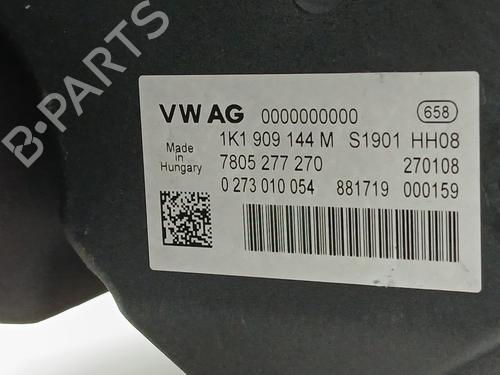 B-PARTS
VW AG 0000000000 658
1K1 909 144 M S1901 HH08
Made in Hungary 7805 277 270 270108
0 273 010 054 881719 000159